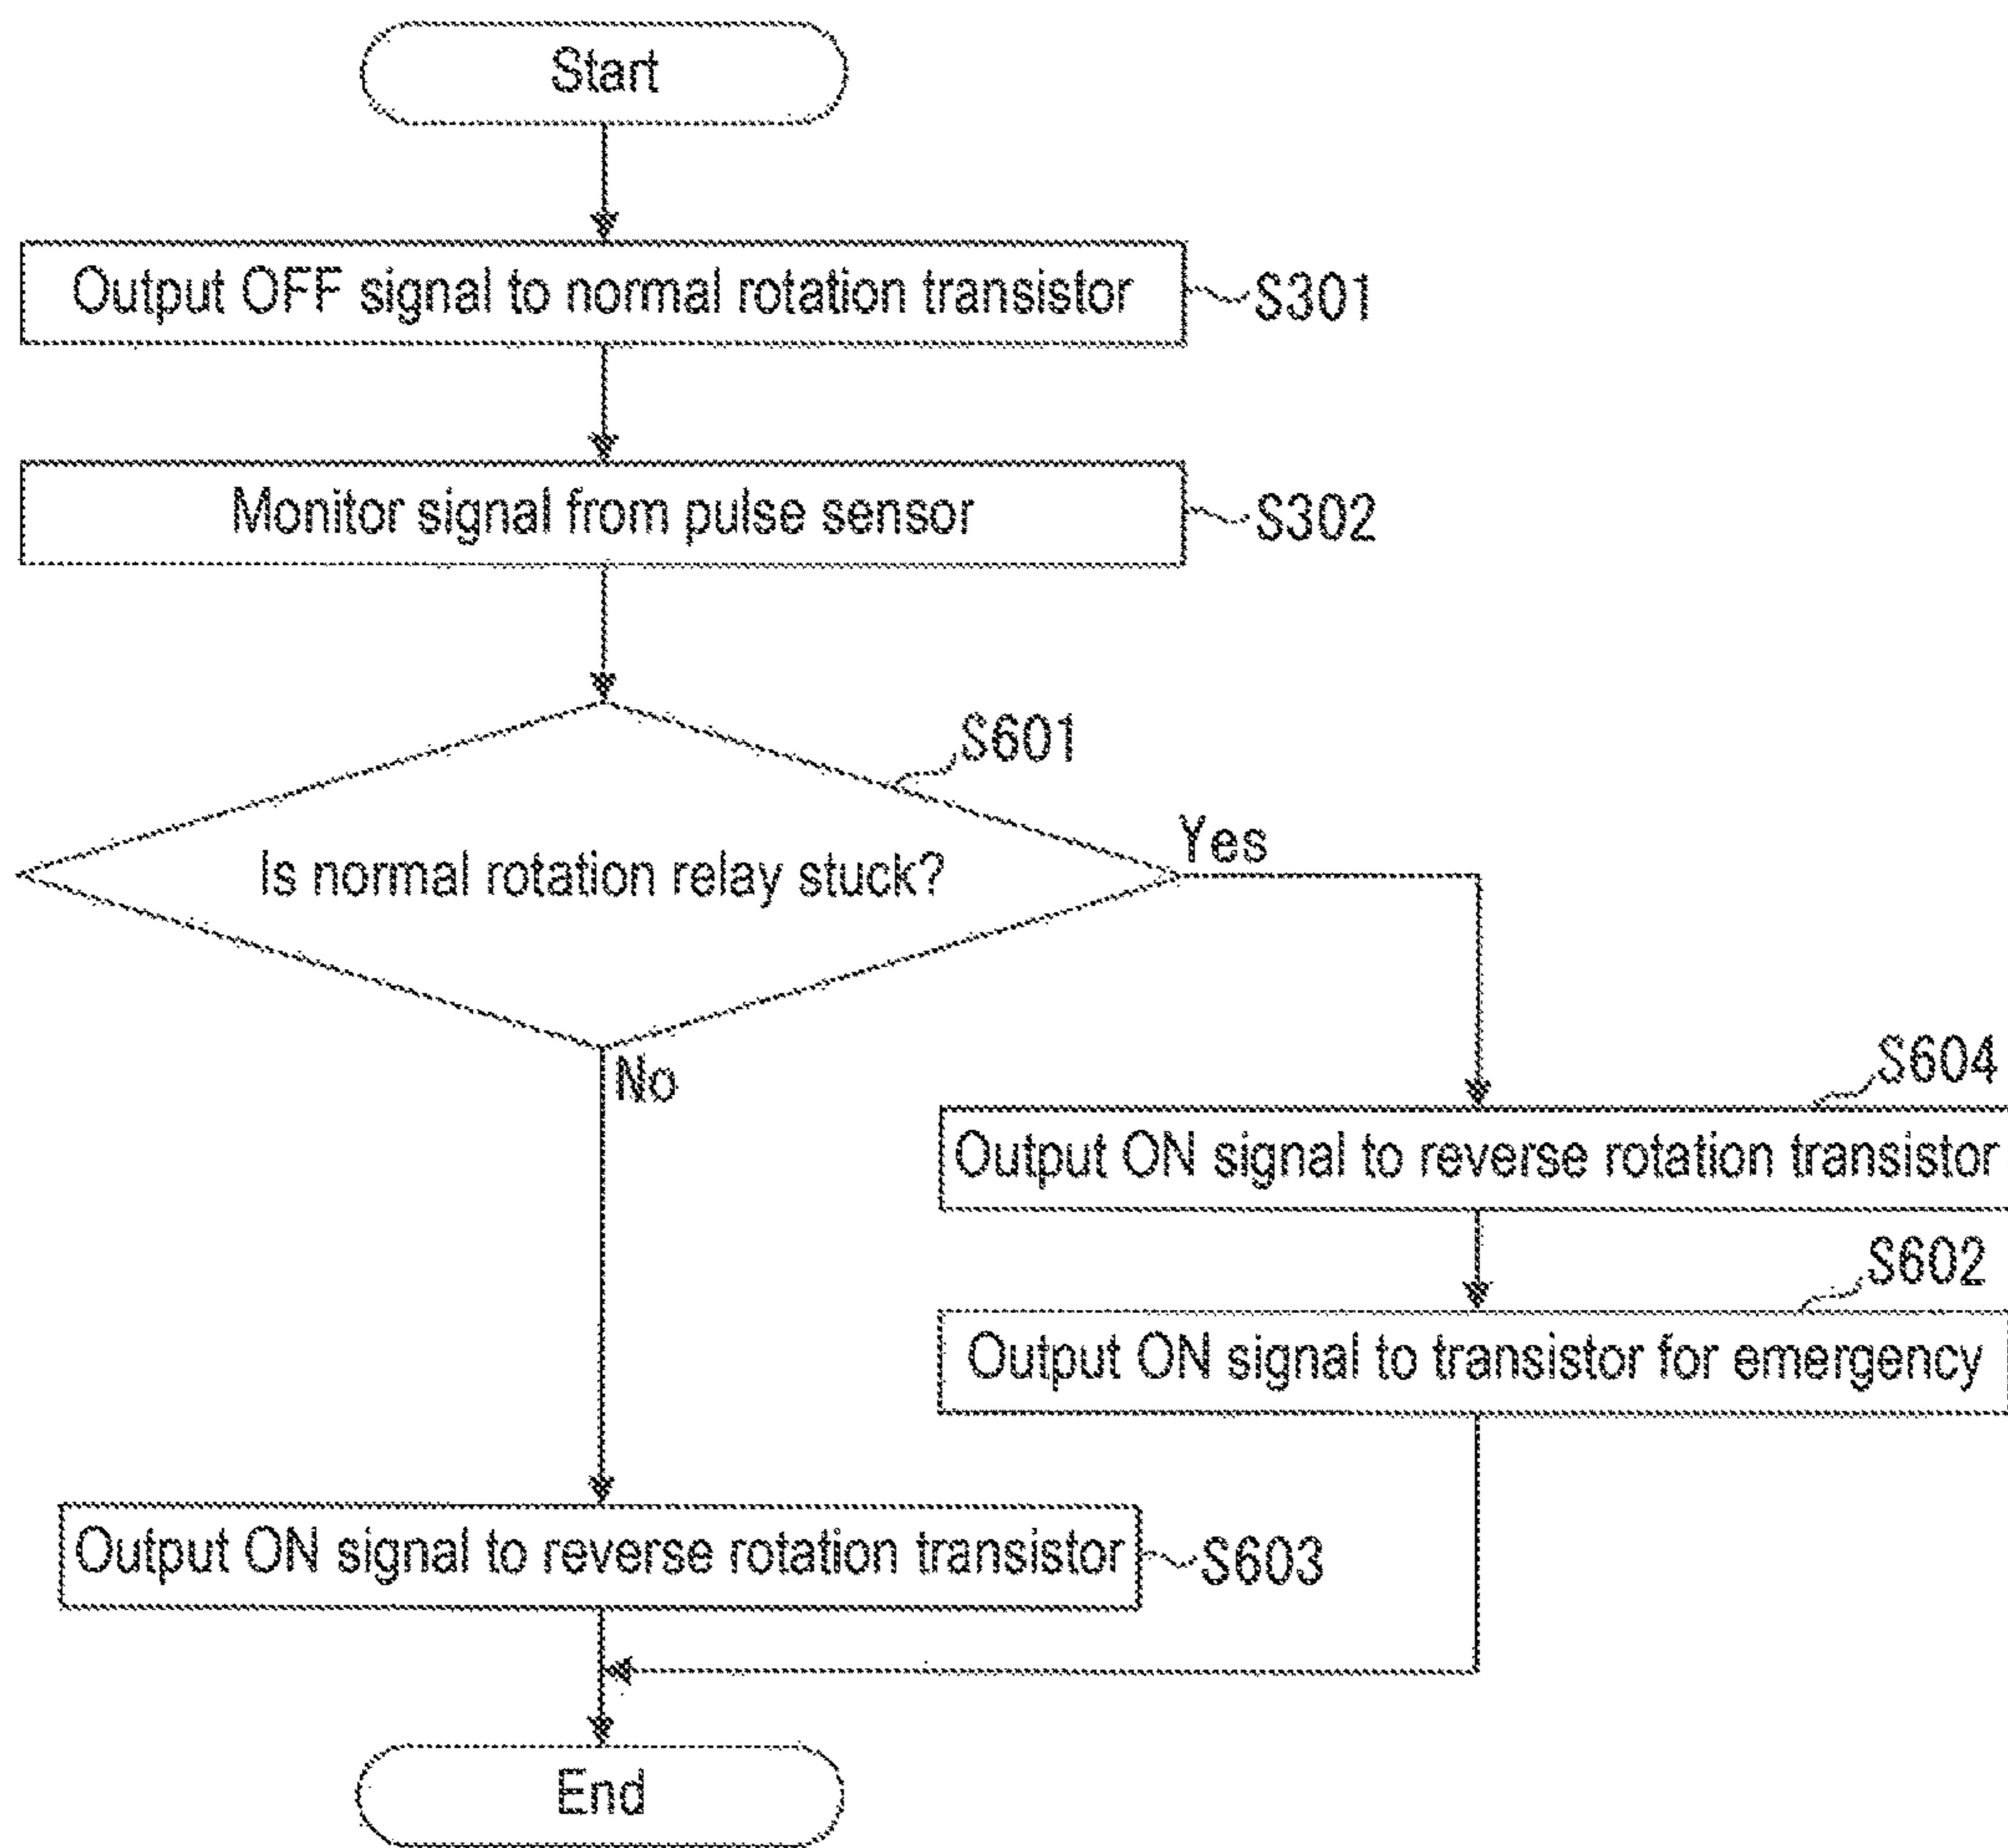 Start
Output OFF signal to normal rotation transistor
S301
Monitor signal from pulse sensor
S302
S601
Is normal rotation relay stuck?
Yes
No
S604
Output ON signal to reverse rotation transistor
S602
Output ON signal to transistor for emergency
Output ON signal to reverse rotation transistor
S603
End